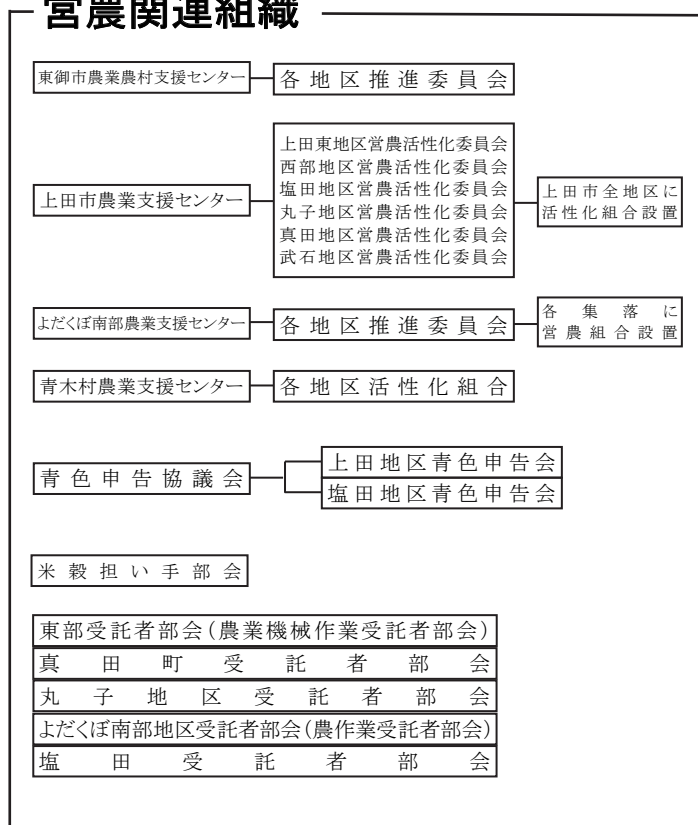 営農関連組織
東御市農業農村支援センター
各地区推進委員会
上田市農業支援センター
上田東地区営農活性化委員会
西部地区営農活性化委員会
塩田地区営農活性化委員会
丸子地区営農活性化委員会
真田地区営農活性化委員会
武石地区営農活性化委員会
上田市全地区に
活性化組合設置
よだくぼ南部農業支援センター
各地区推進委員会
各集落に
営農組合設置
青木村農業支援センター
各地区活性化組合
青色申告協議会
上田地区青色申告会
塩田地区青色申告会
米穀担い手部会
東部受託者部会(農業機械作業受託者部会)
真田町受託者部会
丸子地区受託者部会
よだくぼ南部地区受託者部会(農作業受託者部会)
塩田受託者部会